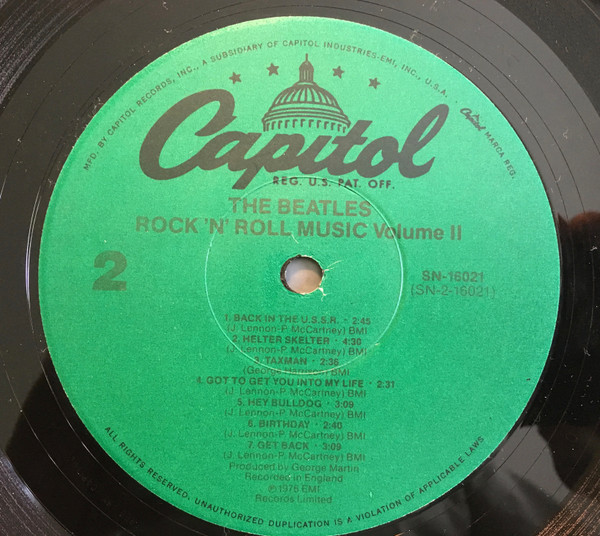 MFD. BY CAPITOL RECORDS, INC., A SUBSIDIARY OF CAPITOL INDUSTRIES-EMI, INC., U.S.A. · Capitol MARCA REG.
Capitol
REG. U.S. PAT. OFF.
THE BEATLES
ROCK 'N' ROLL MUSIC Volume II
2
SN-16021
(SN-2-16021)
1. BACK IN THE U.S.S.R. · 2:45
(J. Lennon-P. McCartney) BMI
2. HELTER SKELTER · 4:30
(J. Lennon-P. McCartney) BMI
3. TAXMAN · 2:36
(George Harrison) BMI
4. GOT TO GET YOU INTO MY LIFE · 2:31
(J. Lennon-P. McCartney) BMI
5. HEY BULLDOG · 3:09
(J. Lennon-P. McCartney) BMI
6. BIRTHDAY · 2:40
(J. Lennon-P. McCartney) BMI
7. GET BACK · 3:09
(J. Lennon-P. McCartney) BMI
Produced by George Martin
Recorded in England
℗1976 EMI
Records Limited
ALL RIGHTS RESERVED. UNAUTHORIZED DUPLICATION IS A VIOLATION OF APPLICABLE LAWS